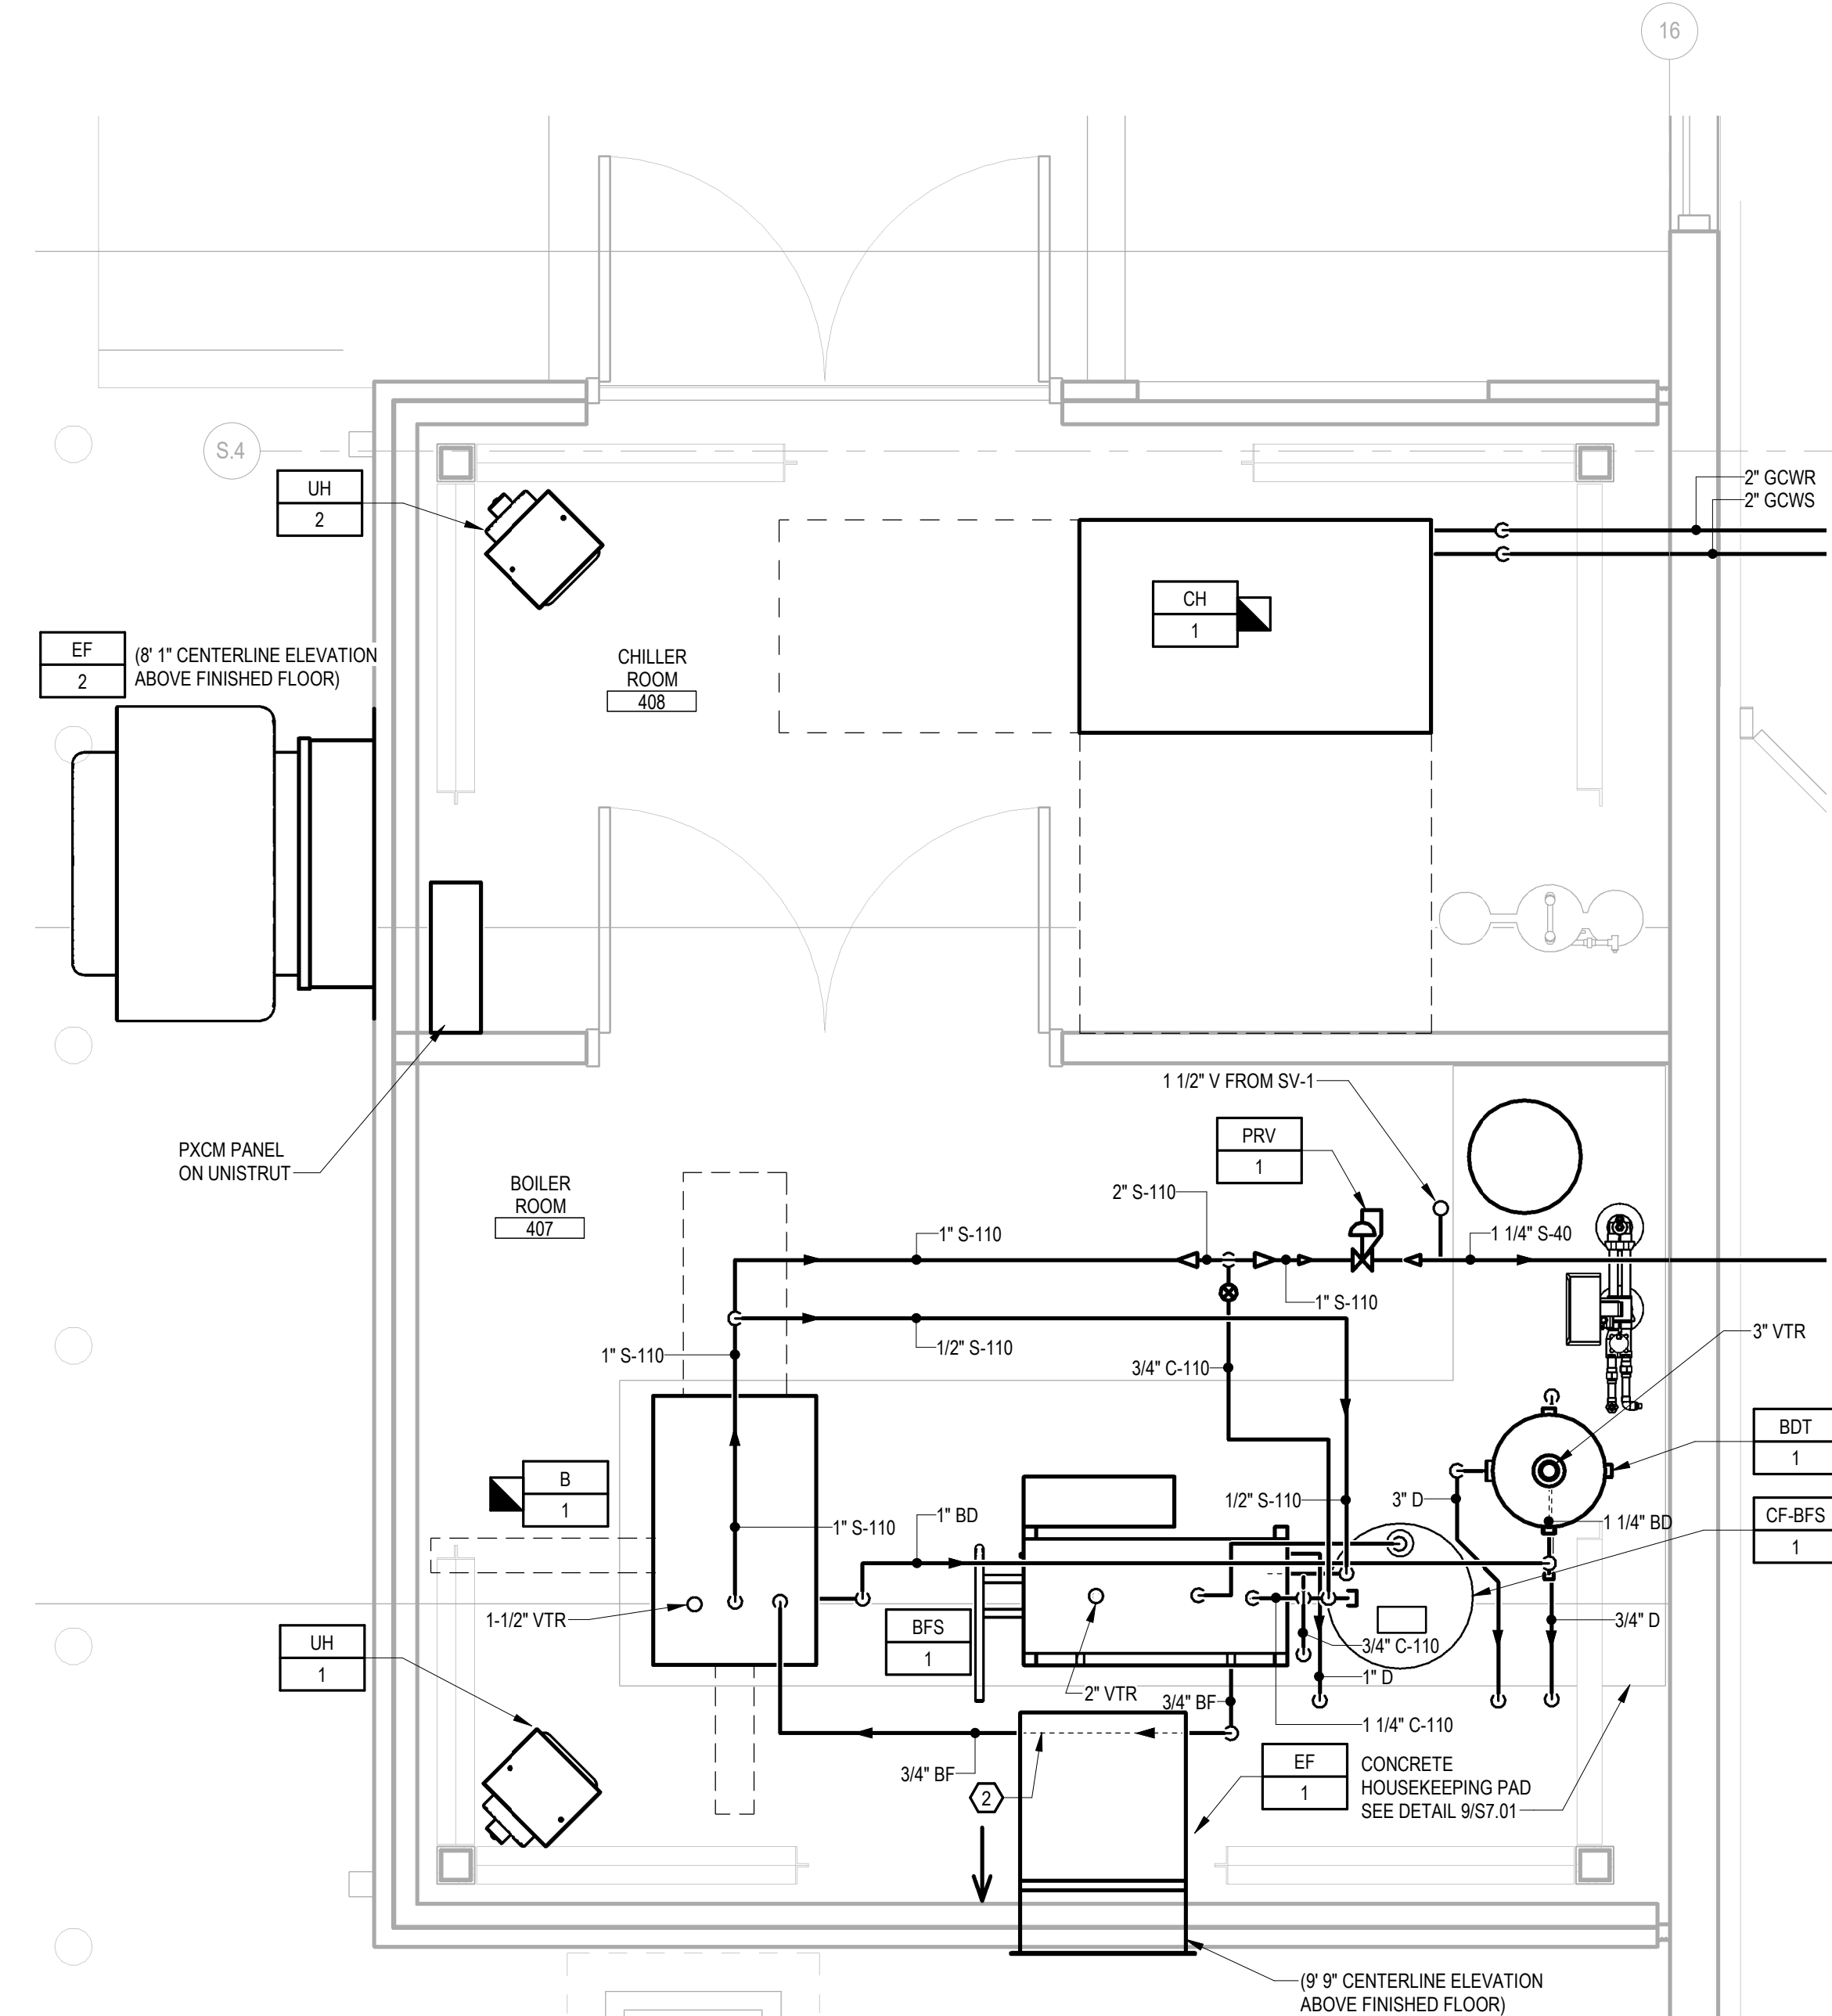 16
S.4
UH
2
2" GCWR
2" GCWS
CH
1
EF
2
(8' 1" CENTERLINE ELEVATION
ABOVE FINISHED FLOOR)
CHILLER
ROOM
408
1 1/2" V FROM SV-1
PRV
1
PXCM PANEL
ON UNISTRUT
BOILER
ROOM
407
2" S-110
1" S-110
1 1/4" S-40
1" S-110
3" VTR
1" S-110
1/2" S-110
3/4" C-110
BDT
1
B
1
1" S-110
1" BD
1/2" S-110
3" D
1 1/4" BD
CF-BFS
1
1-1/2" VTR
BFS
1
3/4" C-110
3/4" D
UH
1
2" VTR
3/4" BF
1" D
1 1/4" C-110
3/4" BF
2
EF
1
CONCRETE
HOUSEKEEPING PAD
SEE DETAIL 9/S7.01
(9' 9" CENTERLINE ELEVATION
ABOVE FINISHED FLOOR)